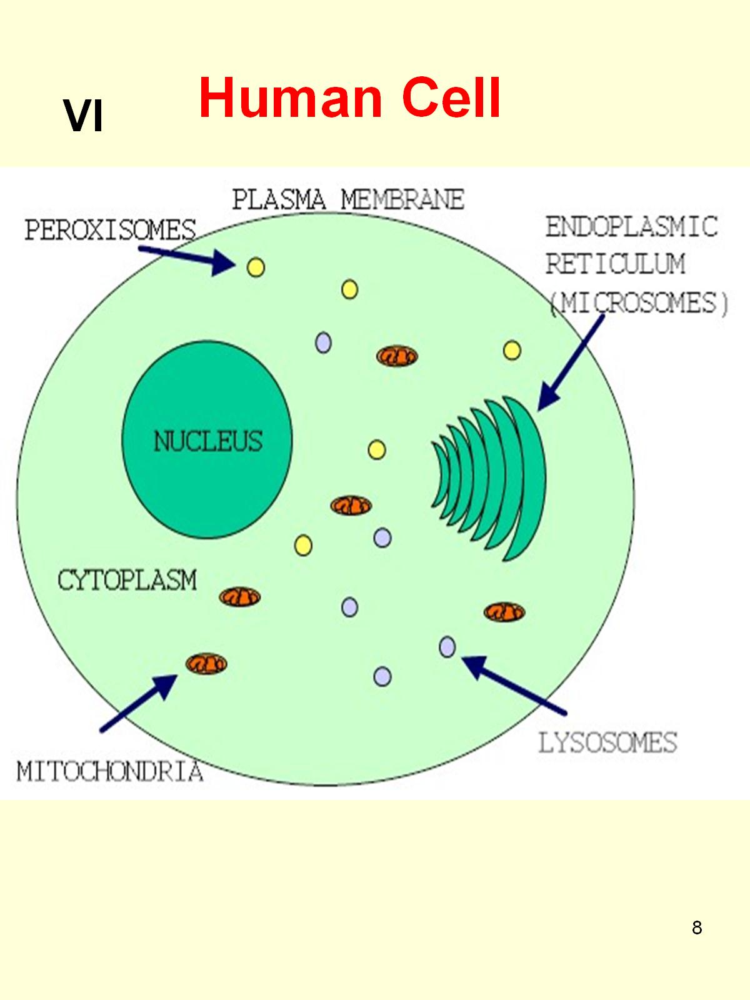 VI
Human Cell
PLASMA MEMBRANE
PEROXISOMES
ENDOPLASMIC
RETICULUM
(MICROSOMES)
NUCLEUS
CYTOPLASM
LYSOSOMES
MITOCHONDRIA
8